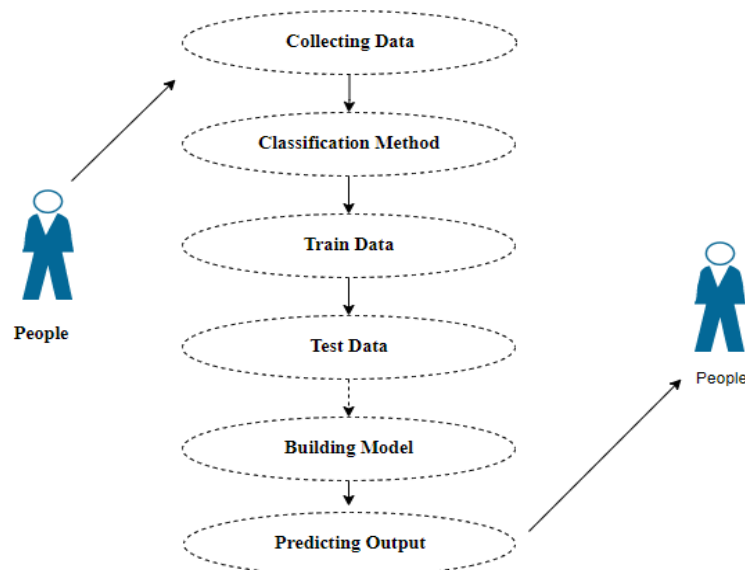 Collecting Data
Classification Method
Train Data
People
Test Data
People
Building Model
Predicting Output